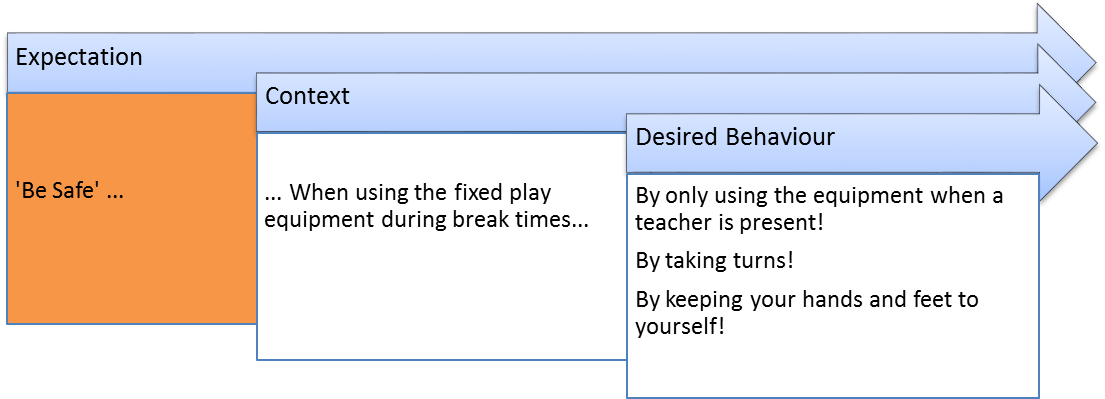 Expectation
'Be Safe' ...
Context
... When using the fixed play
equipment during break times...
Desired Behaviour
By only using the equipment when a
teacher is present!
By taking turns!
By keeping your hands and feet to
yourself!